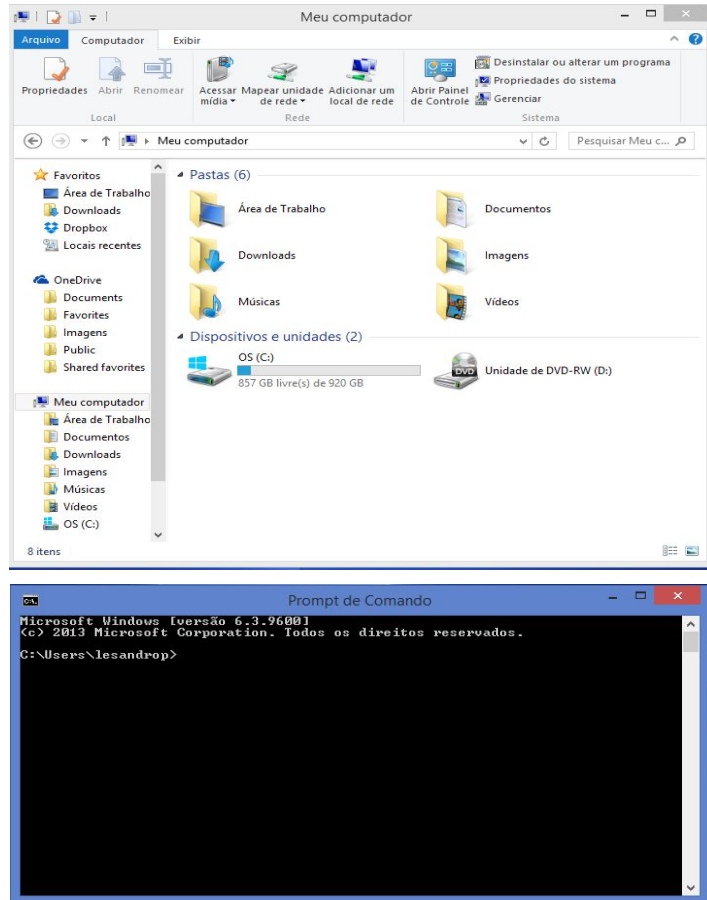 Meu computador
Arquivo Computador Exibir
Propriedades Abrir Renomear
Local
Acessar mídia
Mapear unidade de rede
Adicionar um local de rede
Rede
Abrir Painel de Controle
Desinstalar ou alterar um programa
Propriedades do sistema
Gerenciar
Sistema
Meu computador
Pesquisar Meu c...
Favoritos
Área de Trabalho
Downloads
Dropbox
Locais recentes
OneDrive
Documents
Favorites
Imagens
Public
Shared favorites
Meu computador
Área de Trabalho
Documentos
Downloads
Imagens
Músicas
Vídeos
OS (C:)
Pastas (6)
Área de Trabalho
Documentos
Downloads
Imagens
Músicas
Vídeos
Dispositivos e unidades (2)
OS (C:)
857 GB livre(s) de 920 GB
DVD
Unidade de DVD-RW (D:)
8 itens
C:\.
Prompt de Comando
Microsoft Windows [versão 6.3.9600]
(c) 2013 Microsoft Corporation. Todos os direitos reservados.
C:\Users\lesandrop>